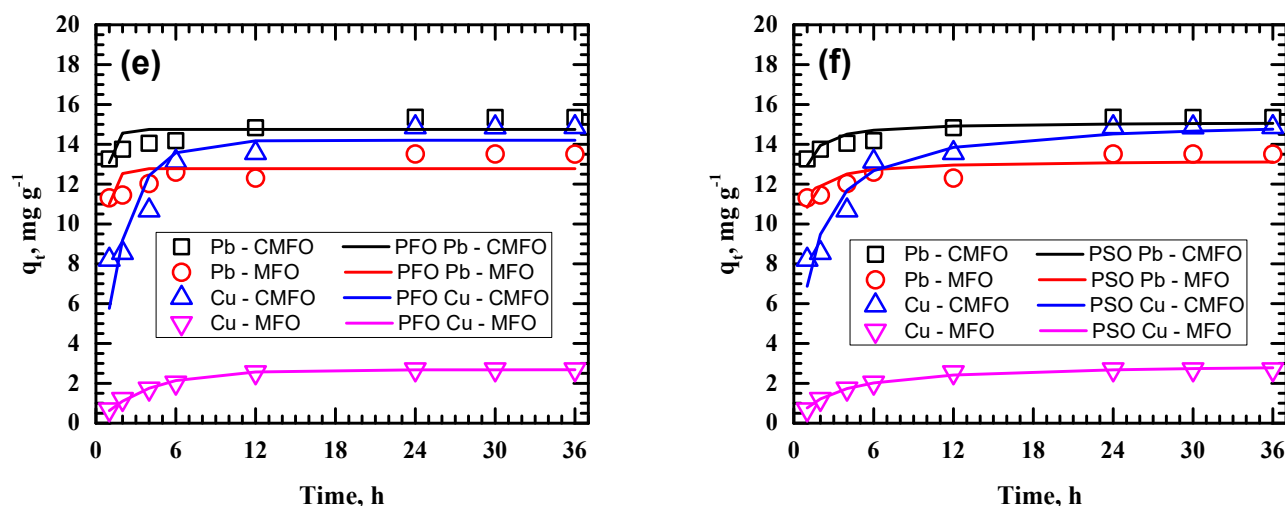 (e)
q_t, mg g^-1
20
18
16
14
12
10
8
6
4
2
0
Pb - CMFO PFO Pb - CMFO
Pb - MFO PFO Pb - MFO
Cu - CMFO PFO Cu - CMFO
Cu - MFO PFO Cu - MFO
0 6 12 18 24 30 36
Time, h
(f)
q_t, mg g^-1
20
18
16
14
12
10
8
6
4
2
0
Pb - CMFO PSO Pb - CMFO
Pb - MFO PSO Pb - MFO
Cu - CMFO PSO Cu - CMFO
Cu - MFO PSO Cu - MFO
0 6 12 18 24 30 36
Time, h